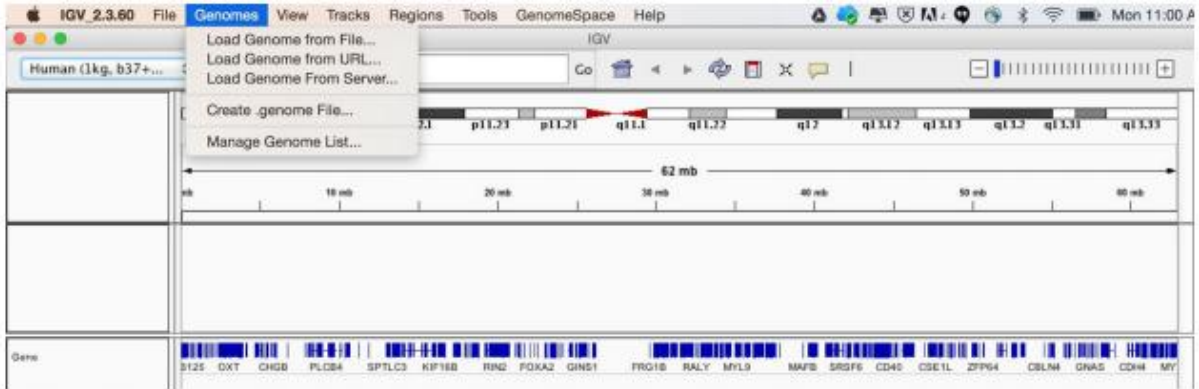 IGV_2.3.60 File Genomes View Tracks Regions Tools GenomeSpace Help Mon 11:00 A
IGV
Load Genome from File...
Load Genome from URL...
Load Genome From Server...
Create .genome File...
Manage Genome List...
Human (1kg, b37+... Go
p11.23 p11.21 q11.1 q11.22 q12 q13.12 q13.13 q13.2 q13.31 q13.33
62 mb
mb 10 mb 20 mb 30 mb 40 mb 50 mb 60 mb
Gene
S125 OXT CHGB PLCB4 SPTLC3 KIF16B RIN2 FOXA2 GINS1 FRG1B RALY MYL9 MAFB SRSF6 CD40 CSE1L ZFP64 CBLN4 GNAS CDH4 MY